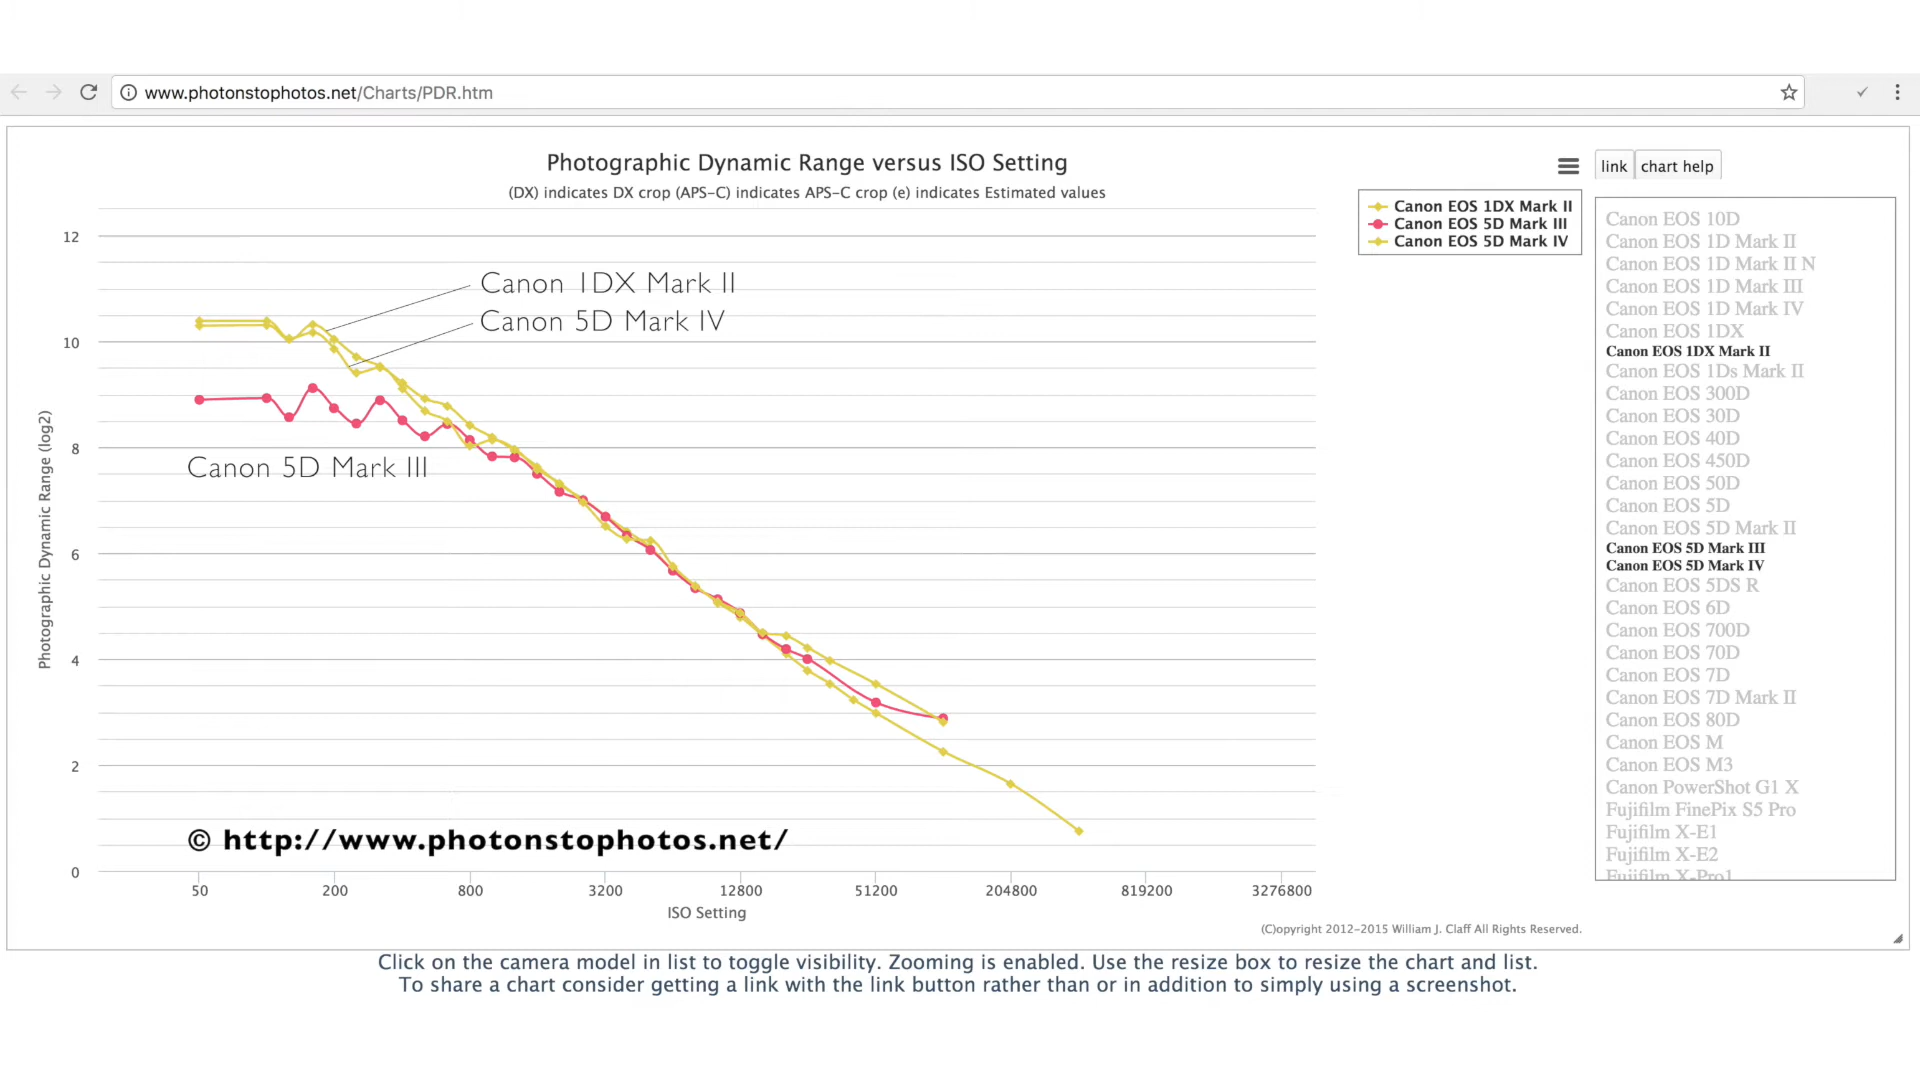 www.photonstophotos.net/Charts/PDR.htm
Photographic Dynamic Range versus ISO Setting
(DX) indicates DX crop (APS-C) indicates APS-C crop (e) indicates Estimated values
link
chart help
Canon EOS 1DX Mark II
Canon EOS 5D Mark III
Canon EOS 5D Mark IV
Canon 1DX Mark II
Canon 5D Mark IV
Canon 5D Mark III
Photographic Dynamic Range (log2)
12
10
8
6
4
2
0
50 200 800 3200 12800 51200 204800 819200 3276800
ISO Setting
© http://www.photonstophotos.net/
Canon EOS 10D
Canon EOS 1D Mark II
Canon EOS 1D Mark II N
Canon EOS 1D Mark III
Canon EOS 1D Mark IV
Canon EOS 1DX
Canon EOS 1DX Mark II
Canon EOS 1Ds Mark II
Canon EOS 300D
Canon EOS 30D
Canon EOS 40D
Canon EOS 450D
Canon EOS 50D
Canon EOS 5D
Canon EOS 5D Mark II
Canon EOS 5D Mark III
Canon EOS 5D Mark IV
Canon EOS 5DS R
Canon EOS 6D
Canon EOS 700D
Canon EOS 70D
Canon EOS 7D
Canon EOS 7D Mark II
Canon EOS 80D
Canon EOS M
Canon EOS M3
Canon PowerShot G1 X
Fujifilm FinePix S5 Pro
Fujifilm X-E1
Fujifilm X-E2
Fujifilm X-Pro1
(C)opyright 2012-2015 William J. Claff All Rights Reserved.
Click on the camera model in list to toggle visibility. Zooming is enabled. Use the resize box to resize the chart and list.
To share a chart consider getting a link with the link button rather than or in addition to simply using a screenshot.